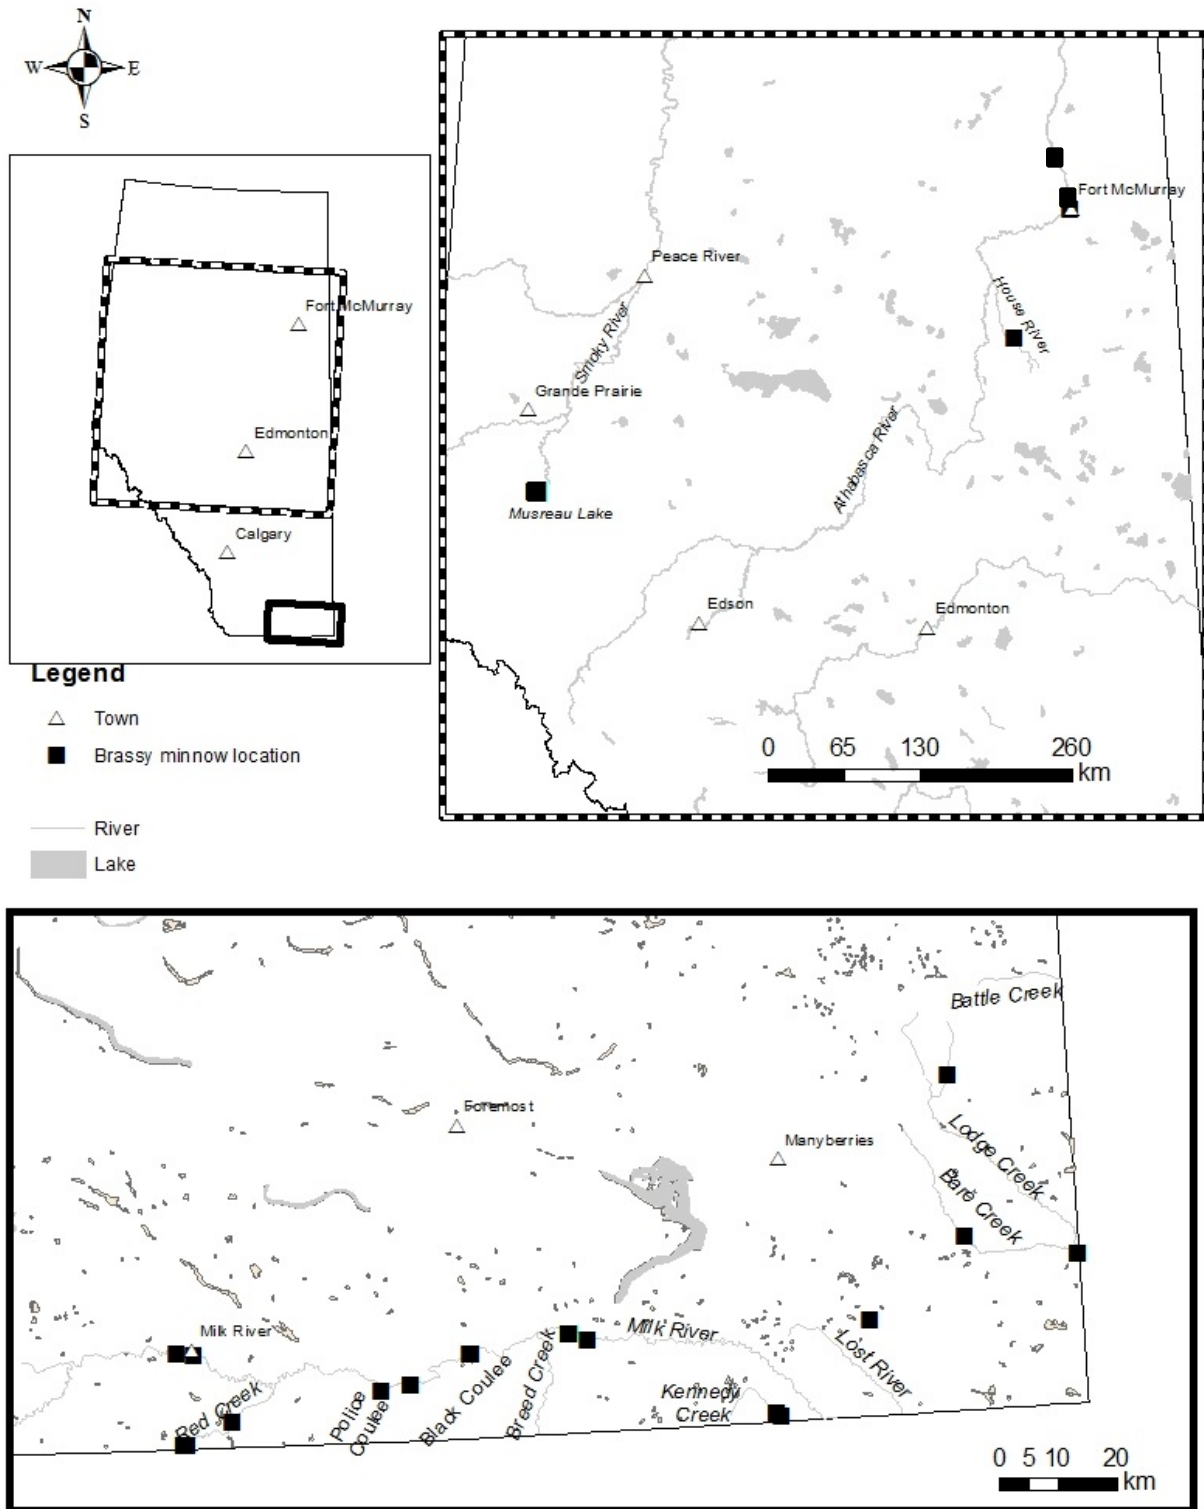 N
W E
S
Fort McMurray
Edmonton
Calgary
Legend
Town
Brassy minnow location
River
Lake
Fort McMurray
Peace River
House River
Smoky River
Grande Prairie
Athabasca River
Musreau Lake
Edson
Edmonton
0 65 130 260
km
Battle Creek
Foremost
Lodge Creek
Manyberries
Bare Creek
Milk River
Milk River
Lost River
Red Creek
Police
Coulee
Black Coulee
Breed Creek
Kennedy
Creek
0 5 10 20
km